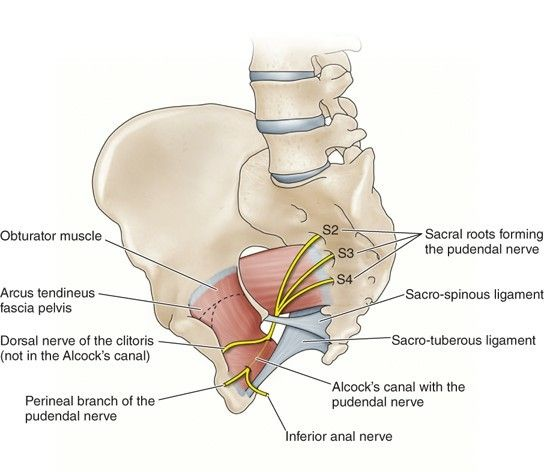 S2
S3
S4
Sacral roots forming
the pudendal nerve
Obturator muscle
Arcus tendineus
fascia pelvis
Sacro-spinous ligament
Dorsal nerve of the clitoris
(not in the Alcock's canal)
Sacro-tuberous ligament
Alcock's canal with the
pudendal nerve
Perineal branch of the
pudendal nerve
Inferior anal nerve